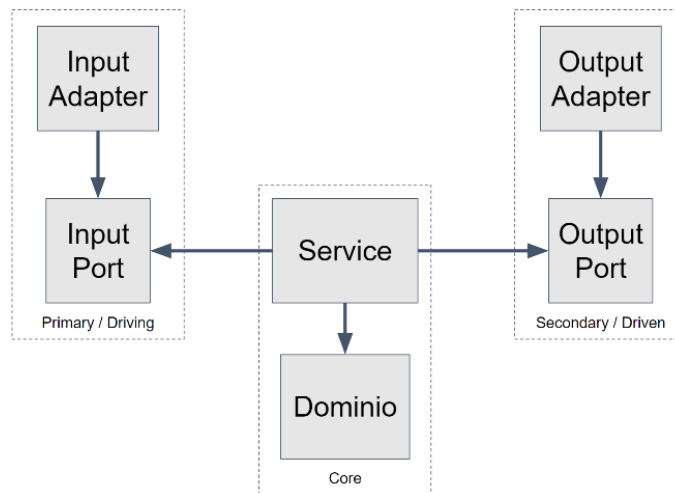 Input
Adapter
Input
Port
Primary / Driving
Service
Dominio
Core
Output
Adapter
Output
Port
Secondary / Driven